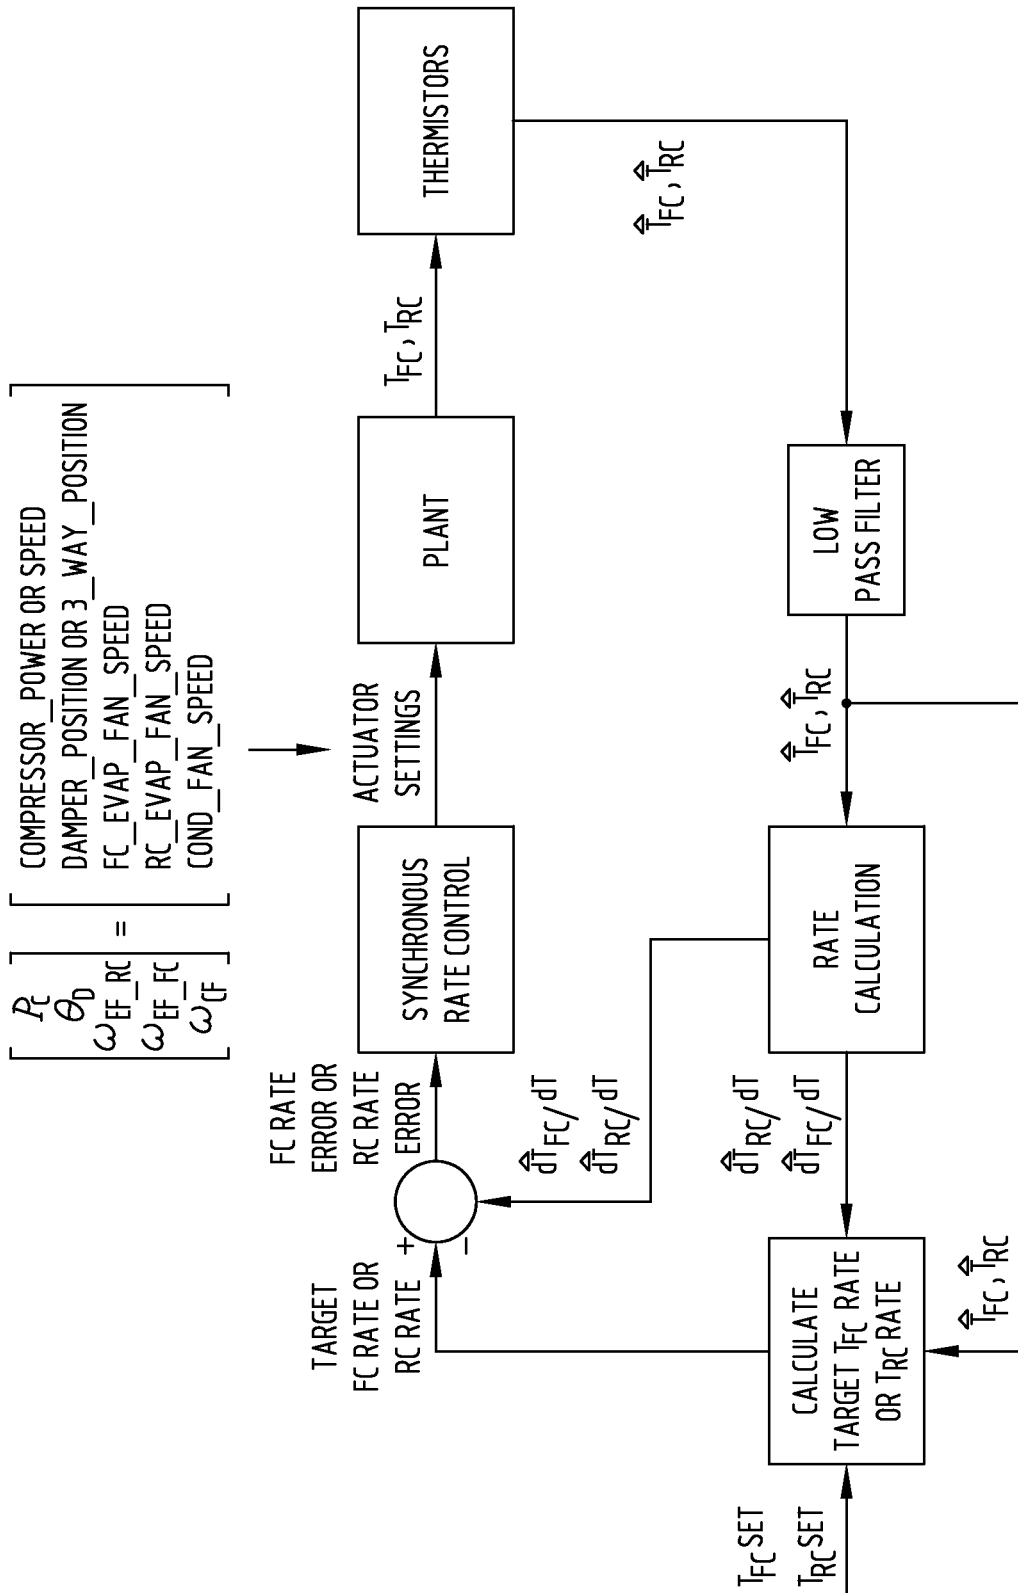 [P_C
θ_D
ω_EF_RC
ω_EF_FC
ω_CF] = [COMPRESSOR_POWER OR SPEED
DAMPER_POSITION OR 3_WAY_POSITION
FC_EVAP_FAN_SPEED
RC_EVAP_FAN_SPEED
COND_FAN_SPEED]
TARGET
FC RATE OR
RC RATE
+
−
FC RATE
ERROR OR
RC RATE
ERROR
SYNCHRONOUS
RATE CONTROL
ACTUATOR
SETTINGS
PLANT
T_FC, T_RC
THERMISTORS
T̂_FC, T̂_RC
LOW
PASS FILTER
T̂_FC, T̂_RC
RATE
CALCULATION
dT̂_FC/dT
dT̂_RC/dT
dT̂_RC/dT
dT̂_FC/dT
CALCULATE
TARGET T_FC RATE
OR T_RC RATE
T̂_FC, T̂_RC
T_FC SET
T_RC SET